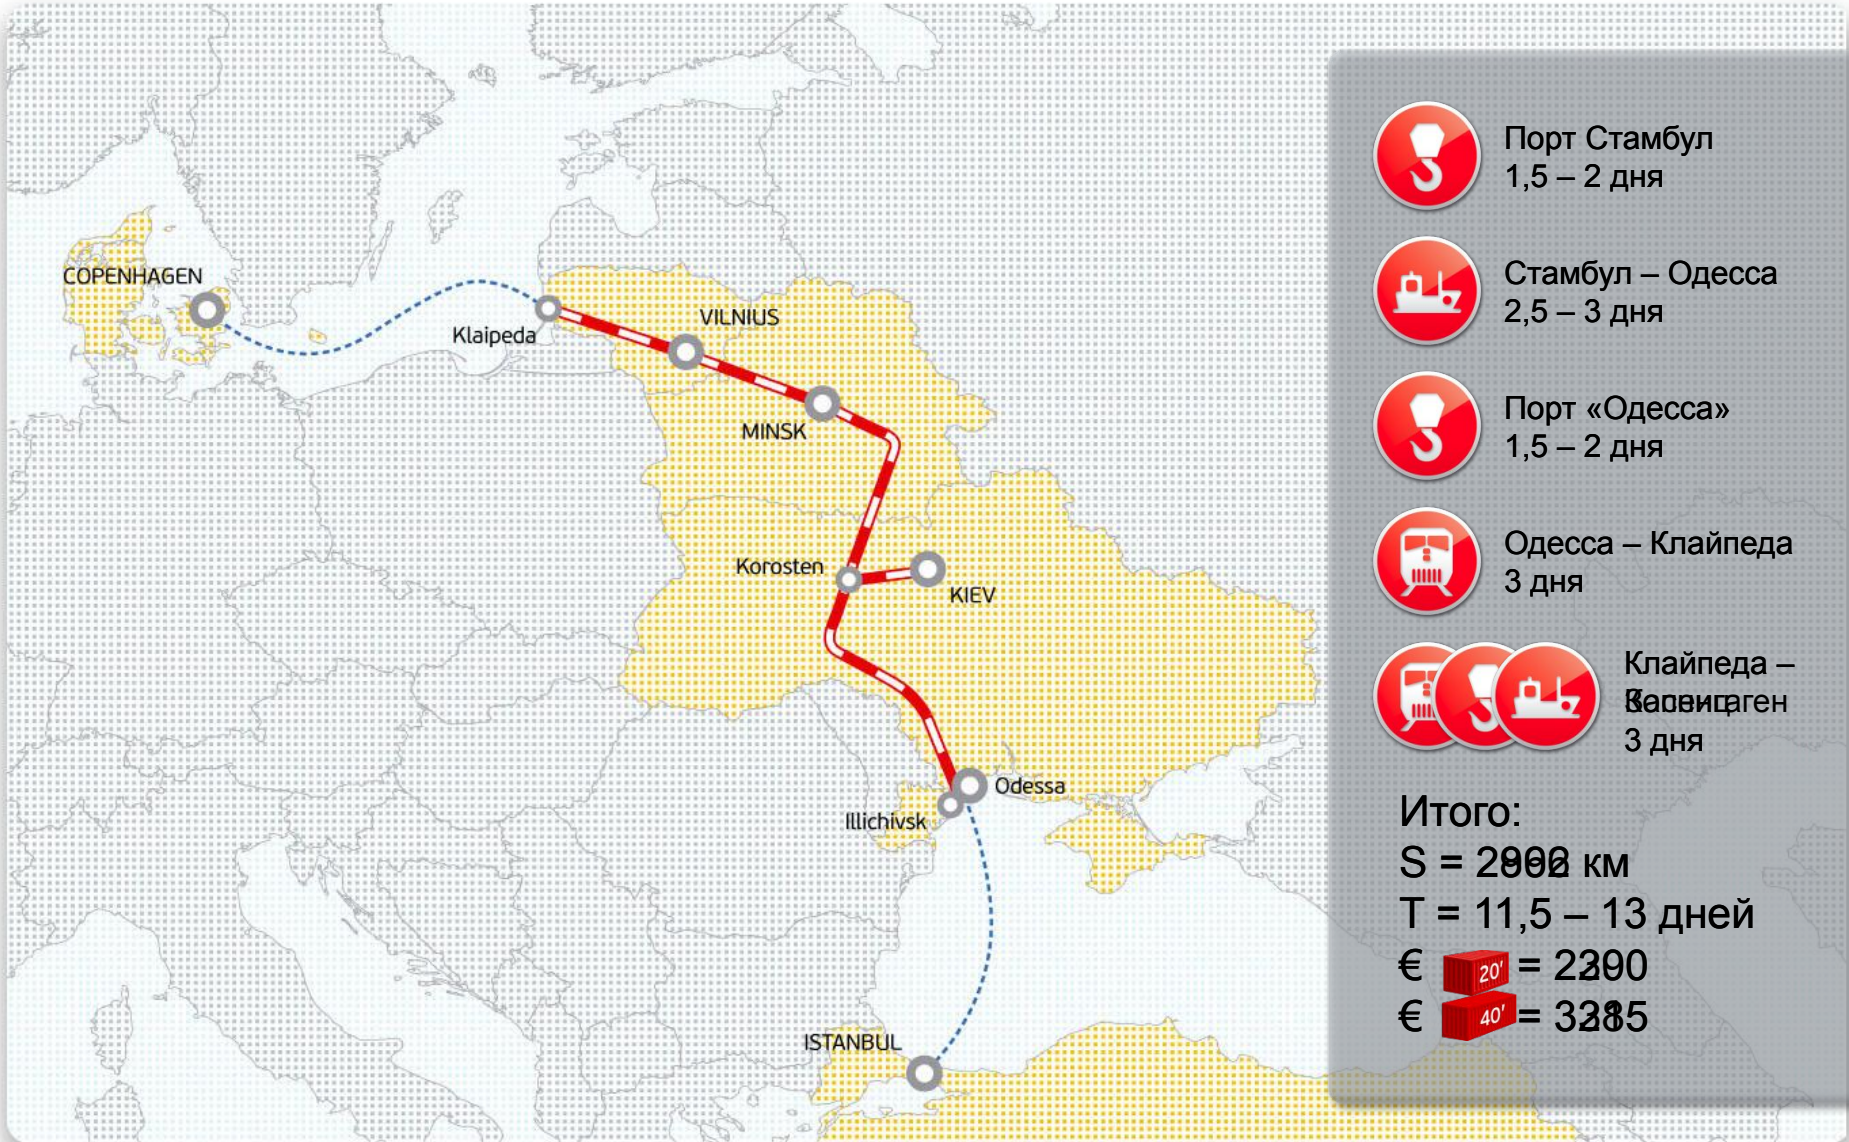 COPENHAGEN
Klaipeda
VILNIUS
MINSK
Korosten
KIEV
Odessa
Illichivsk
ISTANBUL
Порт Стамбул
1,5 – 2 дня
Стамбул – Одесса
2,5 – 3 дня
Порт «Одесса»
1,5 – 2 дня
Одесса – Клайпеда
3 дня
Клайпеда –
3 дня
Итого:
S = км
T = 11,5 – 13 дней
€ 20' =
€ 40' =